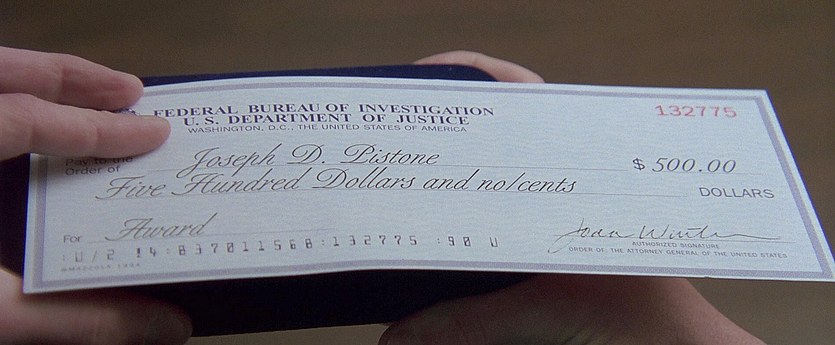 FEDERAL BUREAU OF INVESTIGATION
132775
U. S. DEPARTMENT OF JUSTICE
WASHINGTON, D.C., THE UNITED STATES OF AMERICA
Pay to the
Order of Joseph D. Pistone $ 500.00
Five Hundred Dollars and no/cents DOLLARS
For Award
AUTHORIZED SIGNATURE
ORDER OF THE ATTORNEY GENERAL OF THE UNITED STATES